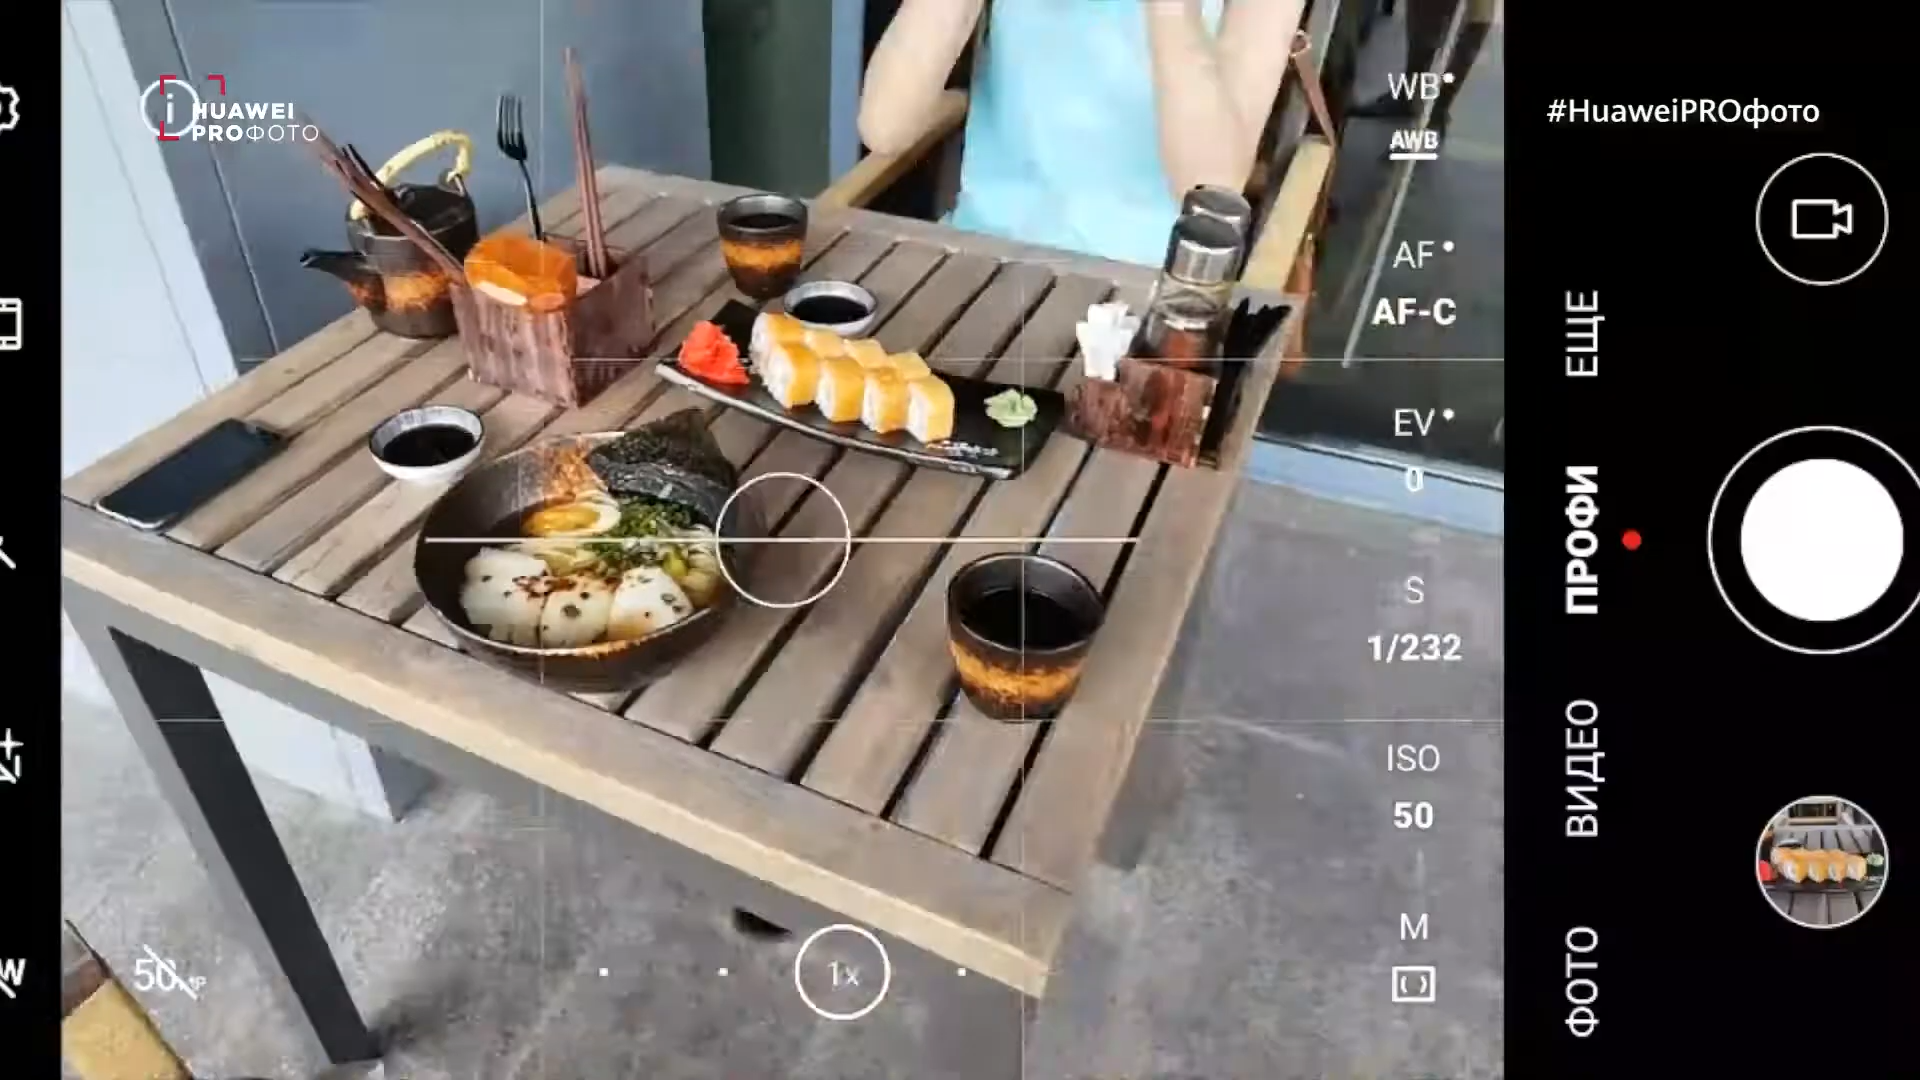 HUAWEI
PROФОТО
WB
AWB
AF
AF-C
EV
0
S
1/232
ISO
50
M
1x
#HuaweiPROфото
ЕЩЕ
ПРОФИ
ВИДЕО
ФОТО